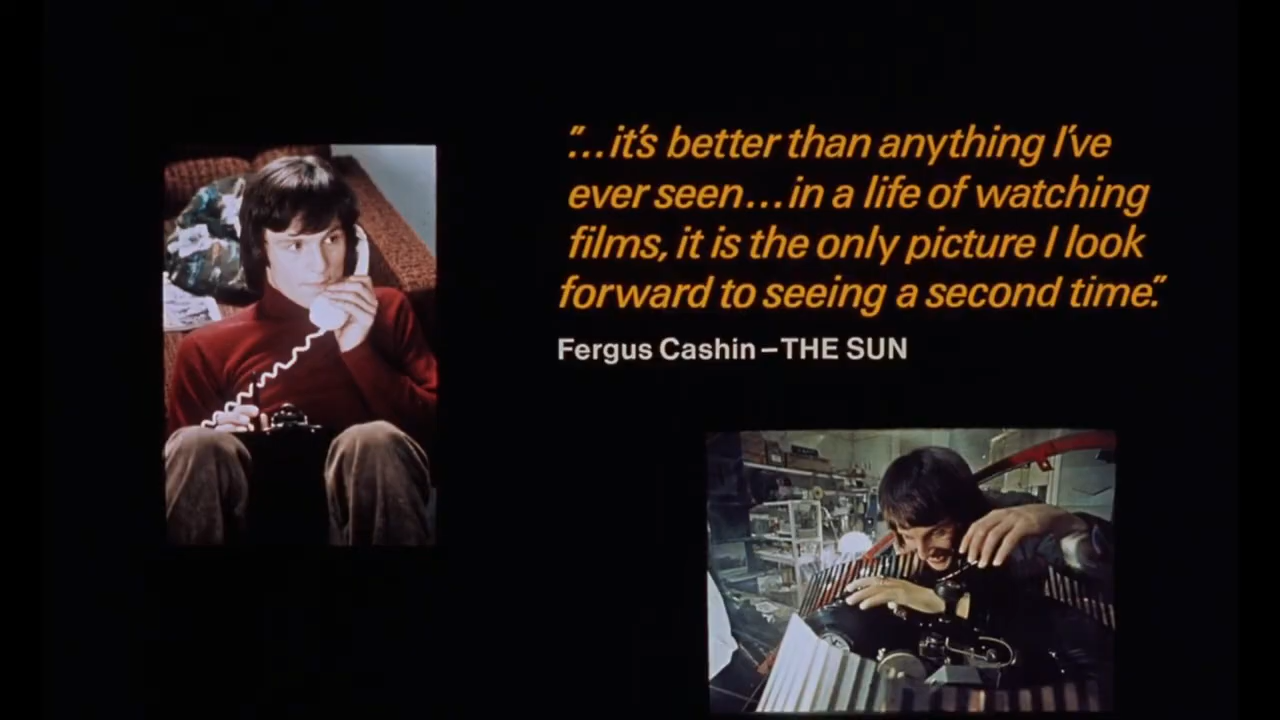 "...it's better than anything I've
ever seen...in a life of watching
films, it is the only picture I look
forward to seeing a second time."
Fergus Cashin – THE SUN